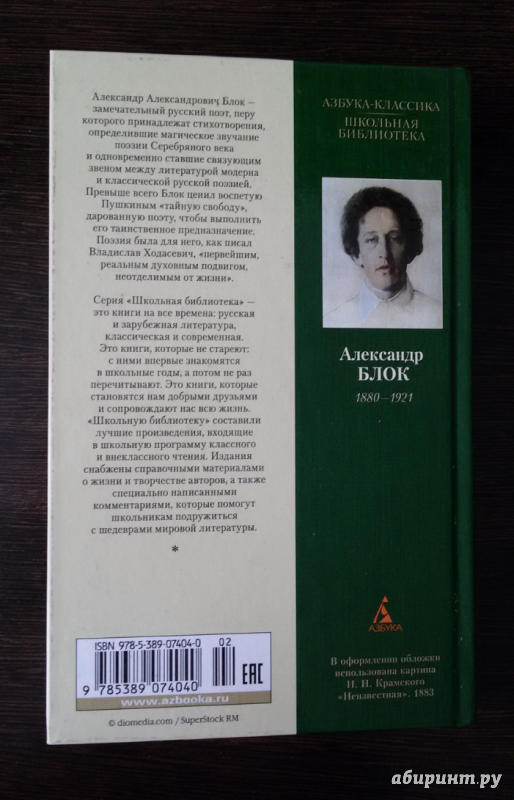 Александр Александрович Блок —
замечательный русский поэт, перу
которого принадлежат стихотворения,
определившие магическое звучание
поэзии Серебряного века
и одновременно ставшие связующим
звеном между литературой модерна
и классической русской поэзией.
Превыше всего Блок ценил воспетую
Пушкиным «тайную свободу»,
дарованную поэту, чтобы выполнить
его таинственное предназначение.
Поэзия была для него, как писал
Владислав Ходасевич, «первейшим,
реальным духовным подвигом,
неотделимым от жизни».
Серия «Школьная библиотека» —
это книги на все времена: русская
и зарубежная литература,
классическая и современная.
Это книги, которые не стареют:
с ними впервые знакомятся
в школьные годы, а потом не раз
перечитывают. Это книги, которые
становятся нам добрыми друзьями
и сопровождают нас всю жизнь.
«Школьную библиотеку» составили
лучшие произведения, входящие
в школьную программу классного
и внеклассного чтения. Издания
снабжены справочными материалами
о жизни и творчестве авторов, а также
специально написанными
комментариями, которые помогут
школьникам подружиться
с шедеврами мировой литературы.
*
ISBN 978-5-389-07404-0 02
9 785389 074040
www.azbooka.ru
EAC
© diomedia.com / SuperStock RM
АЗБУКА-КЛАССИКА
ШКОЛЬНАЯ
БИБЛИОТЕКА
Александр
БЛОК
1880—1921
АЗБУКА
В оформлении обложки
использована картина
И. Н. Крамского
«Неизвестная». 1883
абиринт.ру